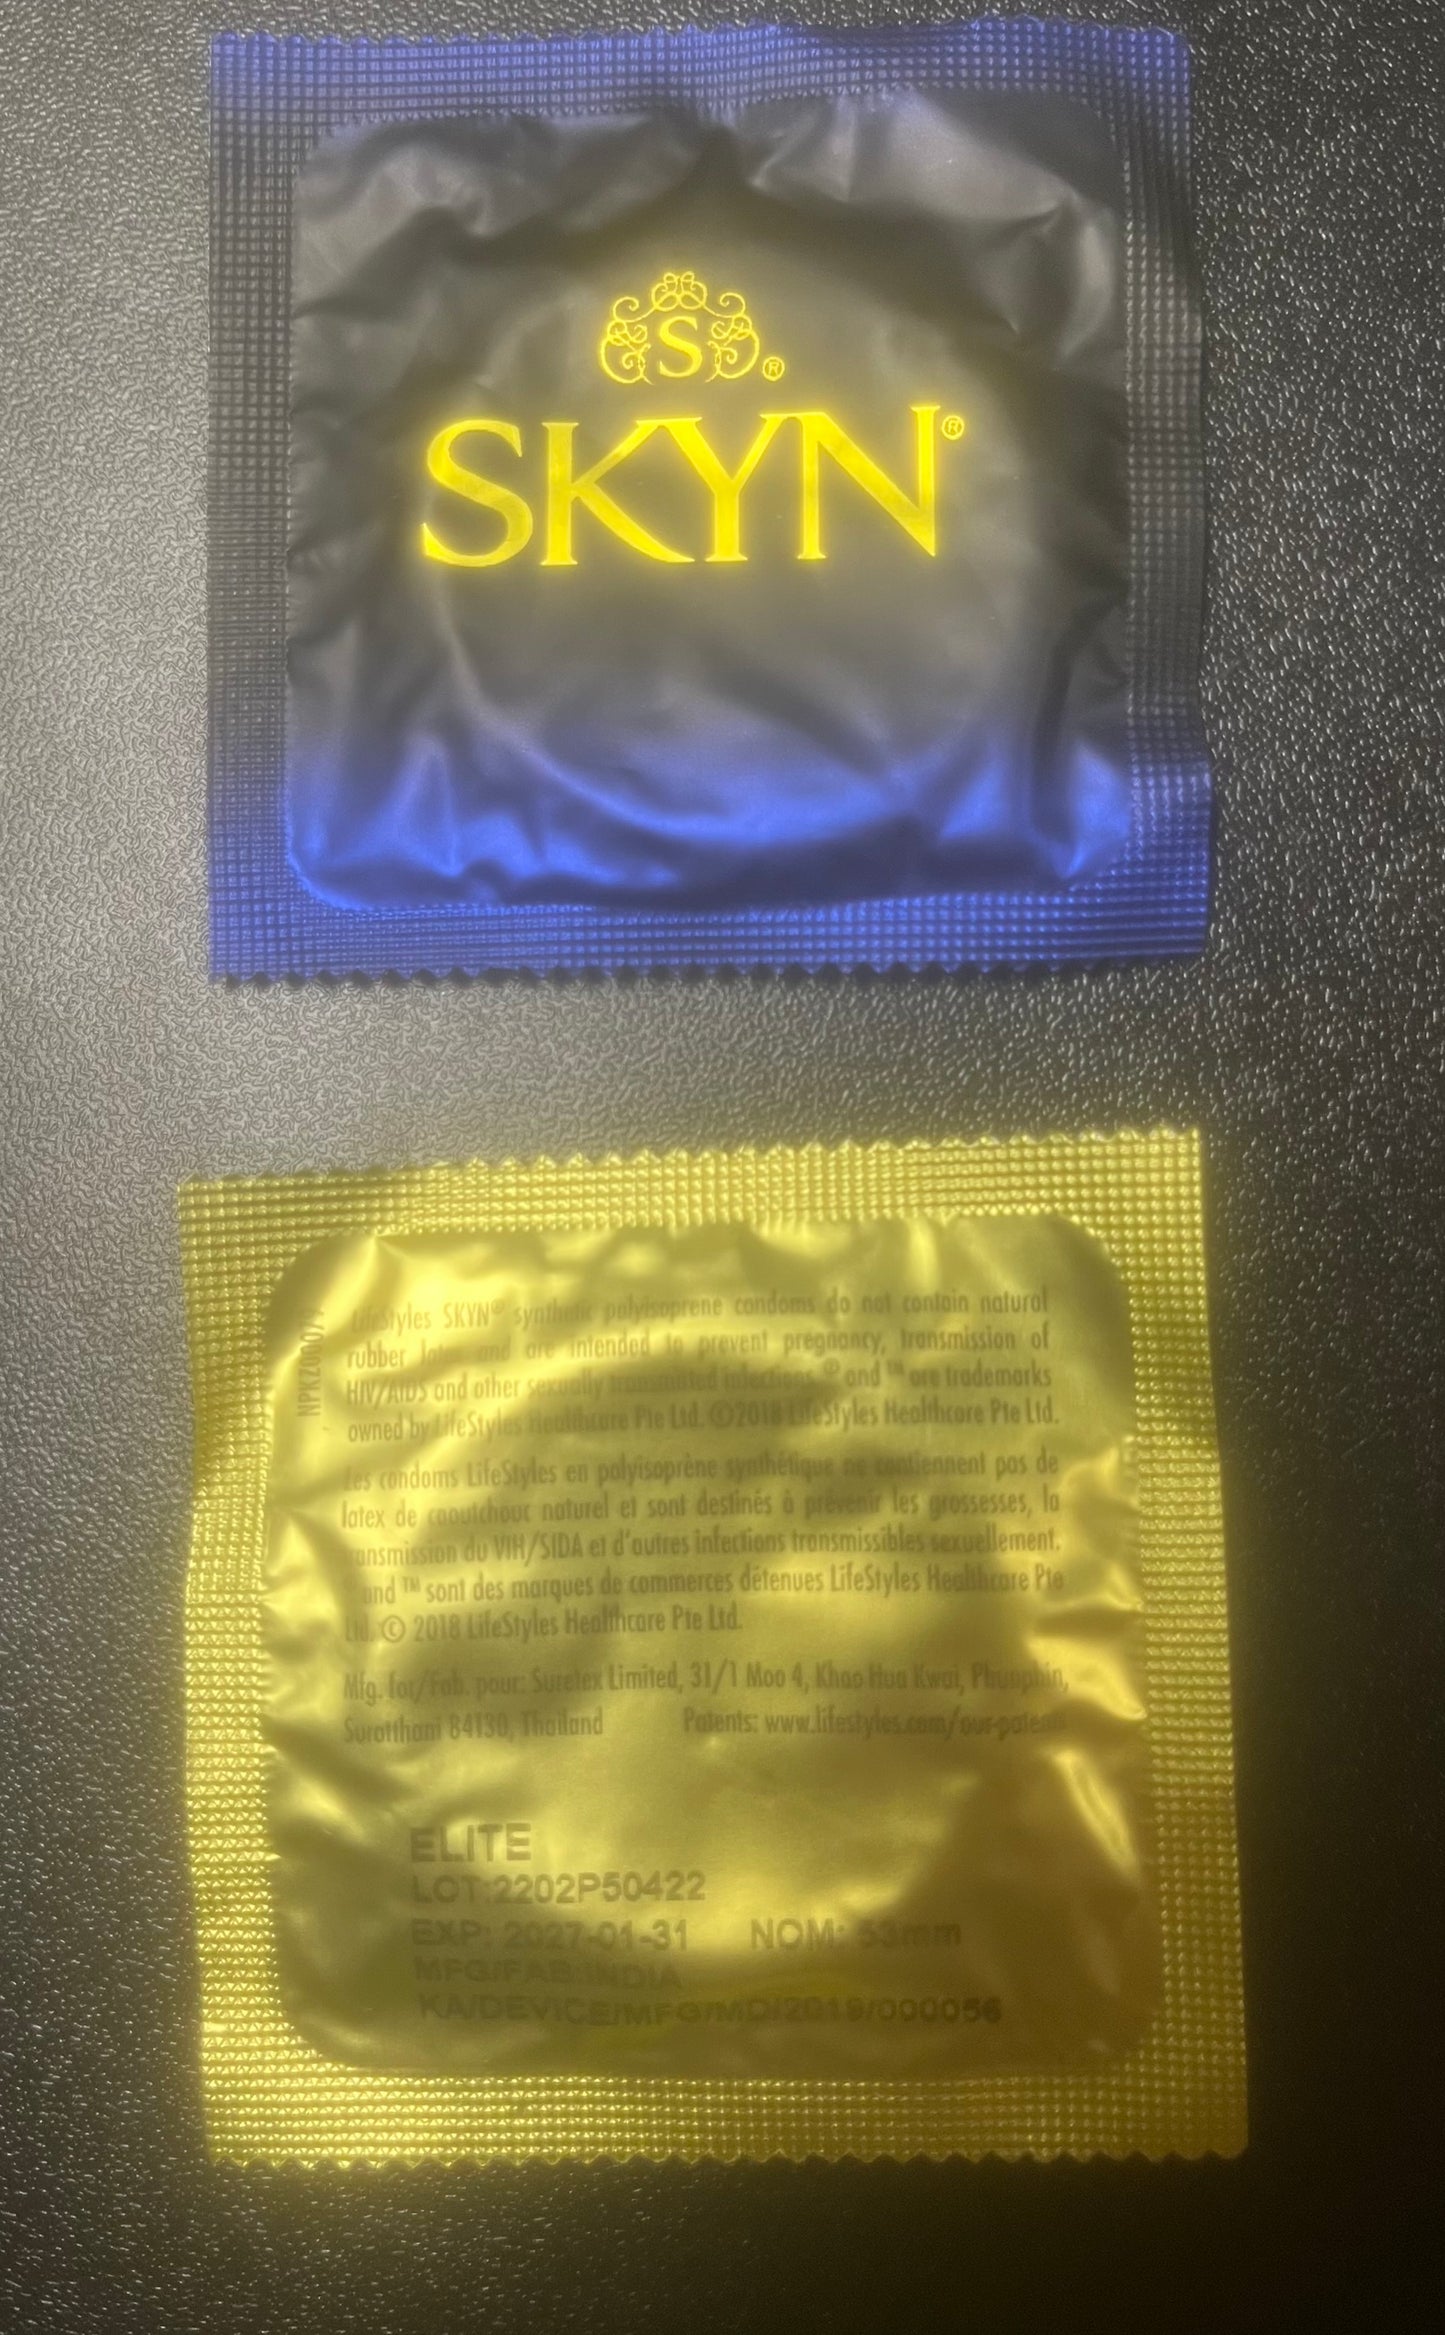 S®
SKYN®
NPK20007
LifeStyles SKYN® synthetic polyisoprene condoms do not contain natural
rubber latex and are intended to prevent pregnancy, transmission of
HIV/AIDS and other sexually transmitted infections. ® and ™ are trademarks
owned by LifeStyles Healthcare Pte Ltd. ©2018 LifeStyles Healthcare Pte Ltd.
Les condoms LifeStyles en polyisoprène synthétique ne contiennent pas de
latex de caoutchouc naturel et sont destinés à prévenir les grossesses, la
transmission du VIH/SIDA et d'autres infections transmissibles sexuellement.
and ™ sont des marques de commerces détenues LifeStyles Healthcare Pte
Ltd. © 2018 LifeStyles Healthcare Pte Ltd.
Mfg. for/Fab. pour: Suretex Limited, 31/1 Moo 4, Khao Hua Kwai, Phunphin,
Suratthani 84130, Thailand Patents: www.lifestyles.com/our-patents
ELITE
LOT:2202P50422
EXP: 2027-01-31 NOM: 53mm
MFG/FAB:INDIA
KA/DEVICE/MFG/MD/2019/000056